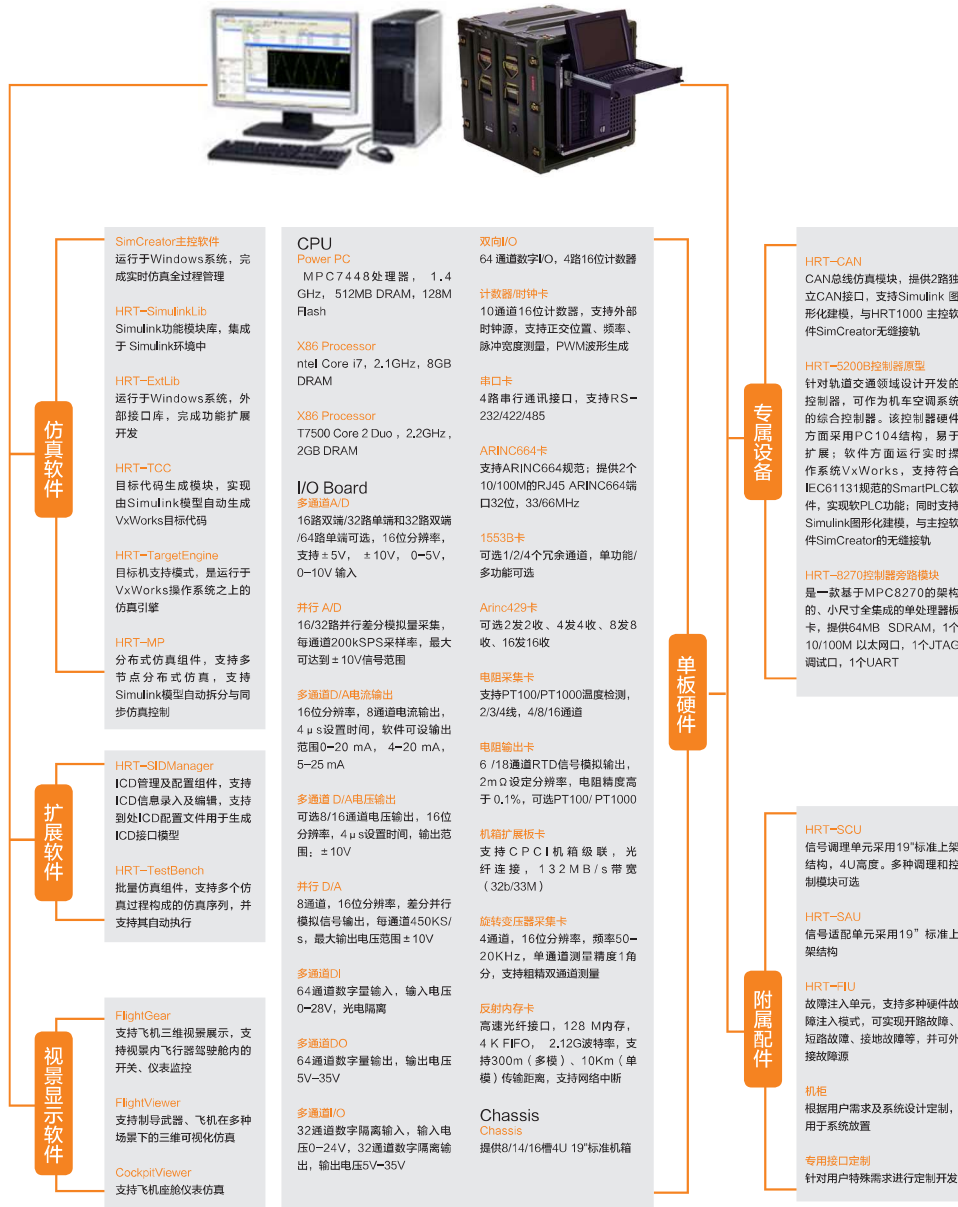 仿真软件
SimCreator主控软件
运行于Windows系统，完
成实时仿真全过程管理
HRT-SimulinkLib
Simulink功能模块库，集成
于 Simulink环境中
HRT-ExtLib
运行于Windows系统，外
部接口库，完成功能扩展
开发
HRT-TCC
目标代码生成模块，实现
由Simulink模型自动生成
VxWorks目标代码
HRT-TargetEngine
目标机支持模式，是运行于
VxWorks操作系统之上的
仿真引擎
HRT-MP
分布式仿真组件，支持多
节点分布式仿真，支持
Simulink模型自动拆分与同
步仿真控制
扩展软件
HRT-SIDManager
ICD管理及配置组件，支持
ICD信息录入及编辑，支持
到处ICD配置文件用于生成
ICD接口模型
HRT-TestBench
批量仿真组件，支持多个仿
真过程构成的仿真序列，并
支持其自动执行
视景显示软件
FlightGear
支持飞机三维视景展示，支
持视景内飞行器驾驶舱内的
开关、仪表监控
FlightViewer
支持制导武器、飞机在多种
场景下的三维可视化仿真
CockpitViewer
支持飞机座舱仪表仿真
CPU
Power PC
MPC7448处理器， 1.4
GHz， 512MB DRAM，128M
Flash
X86 Processor
ntel Core i7，2.1GHz，8GB
DRAM
X86 Processor
T7500 Core 2 Duo ，2.2GHz，
2GB DRAM
I/O Board
多通道A/D
16路双端/32路单端和32路双端
/64路单端可选，16位分辨率，
支持±5V， ±10V， 0-5V，
0-10V 输入
并行 A/D
16/32路并行差分模拟量采集，
每通道200kSPS采样率，最大
可达到±10V信号范围
多通道D/A电流输出
16位分辨率，8通道电流输出，
4μs设置时间，软件可设输出
范围0-20 mA， 4-20 mA，
5-25 mA
多通道 D/A电压输出
可选8/16通道电压输出，16位
分辨率，4μs设置时间，输出范
围：±10V
并行 D/A
8通道，16位分辨率，差分并行
模拟信号输出，每通道450KS/
s，最大输出电压范围±10V
多通道DI
64通道数字量输入，输入电压
0-28V，光电隔离
多通道DO
64通道数字量输出，输出电压
5V-35V
多通道I/O
32通道数字隔离输入，输入电
压0-24V，32通道数字隔离输
出，输出电压5V-35V
双向I/O
64 通道数字I/O，4路16位计数器
计数器/时钟卡
10通道16位计数器，支持外部
时钟源，支持正交位置、频率、
脉冲宽度测量，PWM波形生成
串口卡
4路串行通讯接口，支持RS-
232/422/485
ARINC664卡
支持ARINC664规范；提供2个
10/100M的RJ45 ARINC664端
口32位，33/66MHz
1553B卡
可选1/2/4个冗余通道，单功能/
多功能可选
Arinc429卡
可选2发2收、4发4收、8发8
收、16发16收
电阻采集卡
支持PT100/PT1000温度检测，
2/3/4线，4/8/16通道
电阻输出卡
6 /18通道RTD信号模拟输出，
2mΩ设定分辨率，电阻精度高
于 0.1%，可选PT100/ PT1000
机箱扩展板卡
支持CPCI机箱级联，光
纤连接，132MB/s带宽
（32b/33M）
旋转变压器采集卡
4通道，16位分辨率，频率50-
20KHz，单通道测量精度1角
分，支持粗精双通道测量
反射内存卡
高速光纤接口，128 M内存，
4 K FIFO， 2.12G波特率，支
持300m（多模）、10Km（单
模）传输距离，支持网络中断
Chassis
Chassis
提供8/14/16槽4U 19"标准机箱
单板硬件
专属设备
HRT-CAN
CAN总线仿真模块，提供2路独
立CAN接口，支持Simulink 图
形化建模，与HRT1000 主控软
件SimCreator无缝接轨
HRT-5200B控制器原型
针对轨道交通领域设计开发的
控制器，可作为机车空调系统
的综合控制器。该控制器硬件
方面采用PC104结构，易于
扩展；软件方面运行实时操
作系统VxWorks，支持符合
IEC61131规范的SmartPLC软
件，实现软PLC功能；同时支持
Simulink图形化建模，与主控软
件SimCreator的无缝接轨
HRT-8270控制器旁路模块
是一款基于MPC8270的架构
的、小尺寸全集成的单处理器板
卡，提供64MB SDRAM，1个
10/100M 以太网口，1个JTAG
调试口，1个UART
附属配件
HRT-SCU
信号调理单元采用19"标准上架
结构，4U高度。多种调理和控
制模块可选
HRT-SAU
信号适配单元采用19” 标准上
架结构
HRT-FIU
故障注入单元，支持多种硬件故
障注入模式，可实现开路故障、
短路故障、接地故障等，并可外
接故障源
机柜
根据用户需求及系统设计定制，
用于系统放置
专用接口定制
针对用户特殊需求进行定制开发